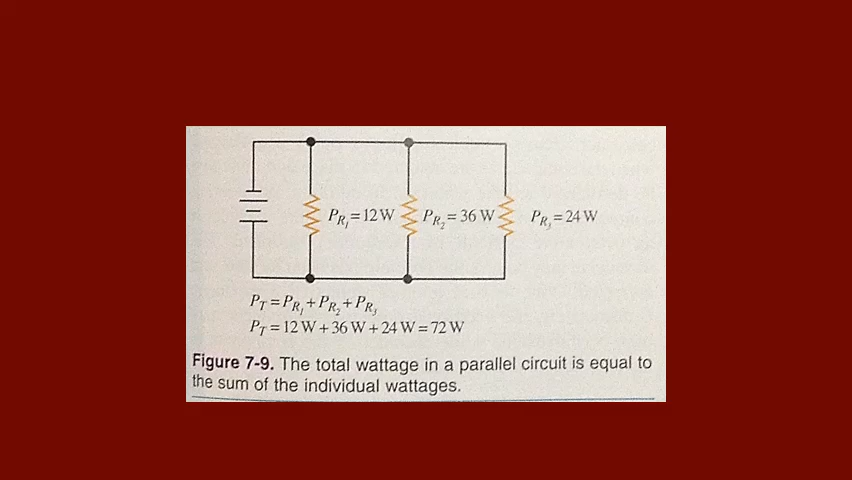 PR₁ = 12 W PR₂ = 36 W PR₃ = 24 W
PT = PR₁ + PR₂ + PR₃
PT = 12 W + 36 W + 24 W = 72 W
Figure 7-9. The total wattage in a parallel circuit is equal to
the sum of the individual wattages.